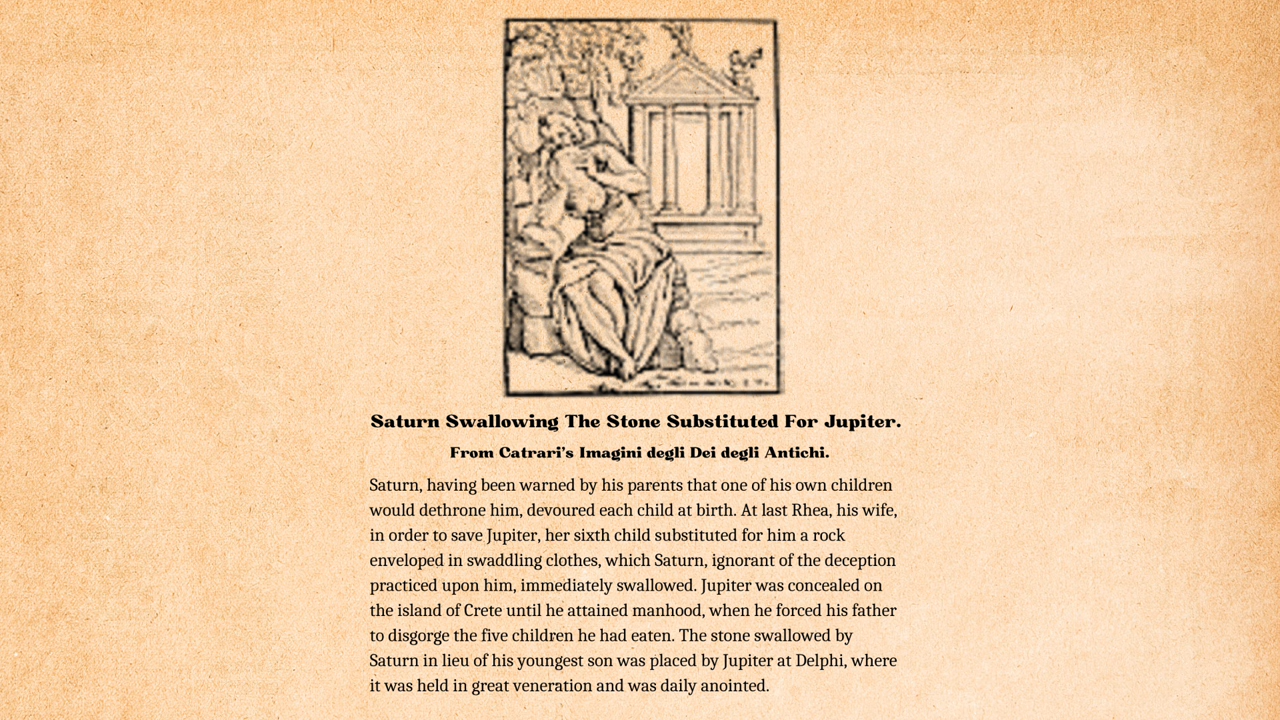 Saturn Swallowing The Stone Substituted For Jupiter.
From Catrari's Imagini degli Dei degli Antichi.
Saturn, having been warned by his parents that one of his own children
would dethrone him, devoured each child at birth. At last Rhea, his wife,
in order to save Jupiter, her sixth child substituted for him a rock
enveloped in swaddling clothes, which Saturn, ignorant of the deception
practiced upon him, immediately swallowed. Jupiter was concealed on
the island of Crete until he attained manhood, when he forced his father
to disgorge the five children he had eaten. The stone swallowed by
Saturn in lieu of his youngest son was placed by Jupiter at Delphi, where
it was held in great veneration and was daily anointed.